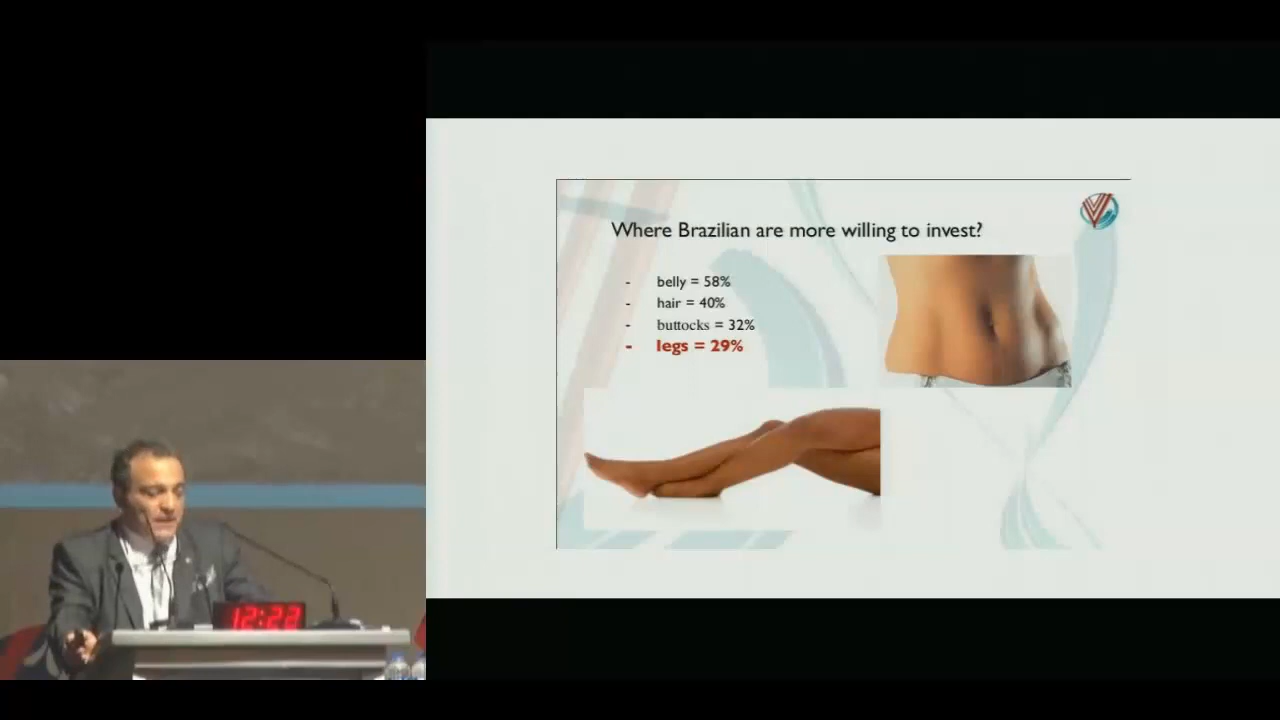 Where Brazilian are more willing to invest?
- belly = 58%
- hair = 40%
- buttocks = 32%
- legs = 29%
12:22